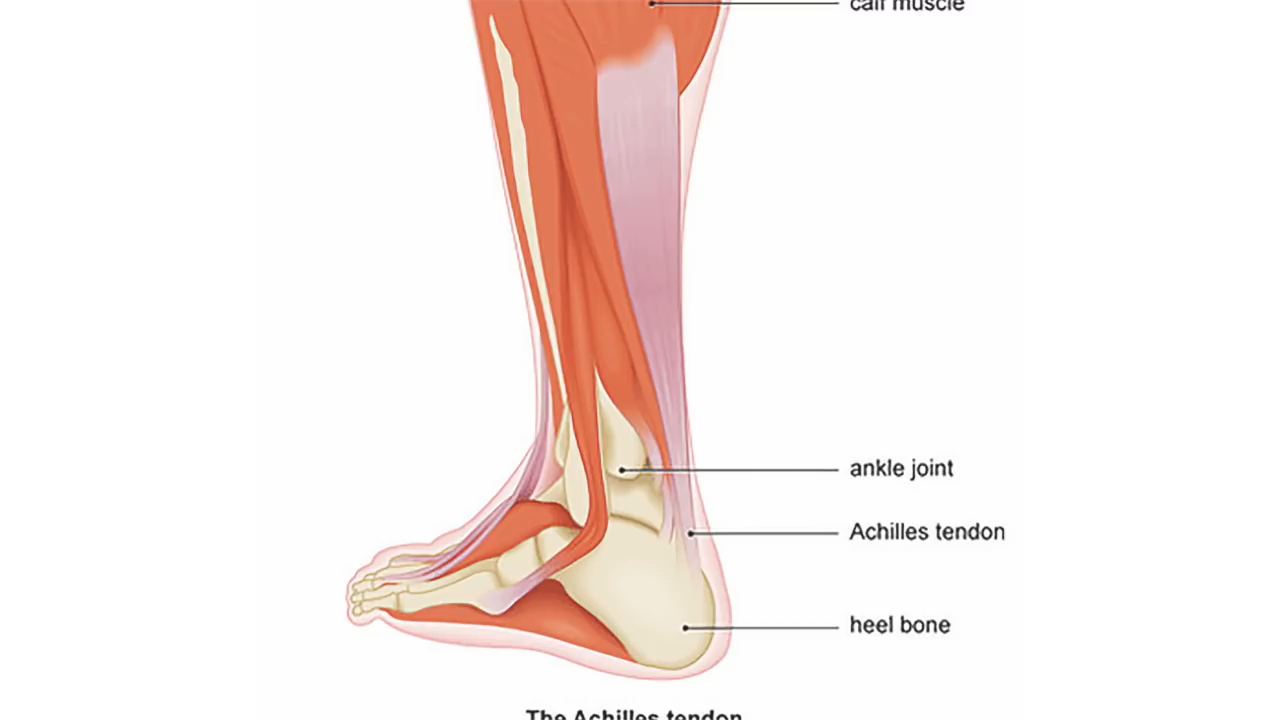 calf muscle
ankle joint
Achilles tendon
heel bone
The Achilles tendon